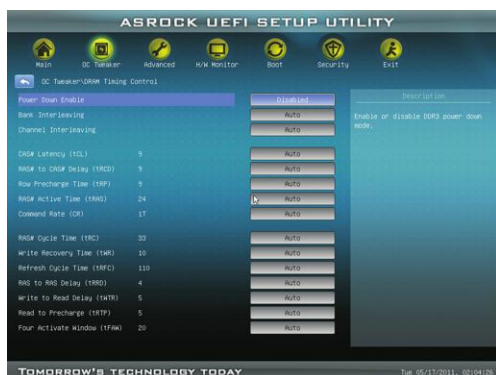 ASROCK UEFI SETUP UTILITY
Main OC Tweaker Advanced H/W Monitor Boot Security Exit
OC Tweaker\DRAM Timing Control
Description
Power Down Enable Disabled
Enable or disable DDR3 power down mode.
Bank Interleaving Auto
Channel Interleaving Auto
CAS# Latency (tCL) 9 Auto
RAS# to CAS# Delay (tRCD) 9 Auto
Row Precharge Time (tRP) 9 Auto
RAS# Active Time (tRAS) 24 Auto
Command Rate (CR) 1T Auto
RAS# Cycle Time (tRC) 33 Auto
Write Recovery Time (tWR) 10 Auto
Refresh Cycle Time (tRFC) 110 Auto
RAS to RAS Delay (tRRD) 4 Auto
Write to Read Delay (tWTR) 5 Auto
Read to Precharge (tRTP) 5 Auto
Four Activate Window (tFAW) 20 Auto
TOMORROW'S TECHNOLOGY TODAY
Tue 05/17/2011, 02:04:26